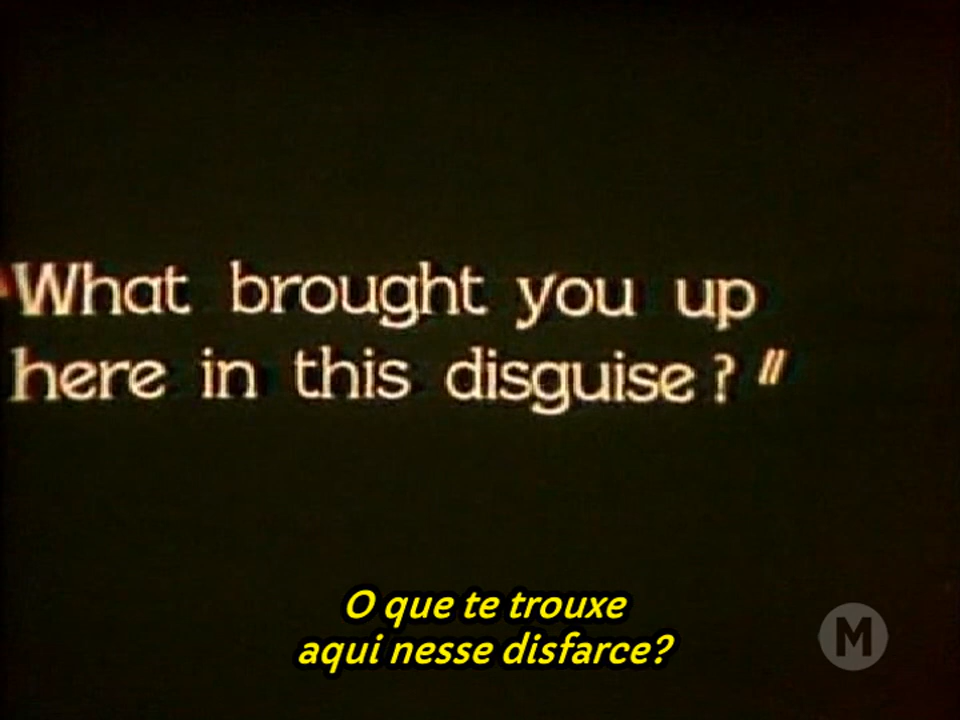 "What brought you up
here in this disguise?"
O que te trouxe
aqui nesse disfarce?
M